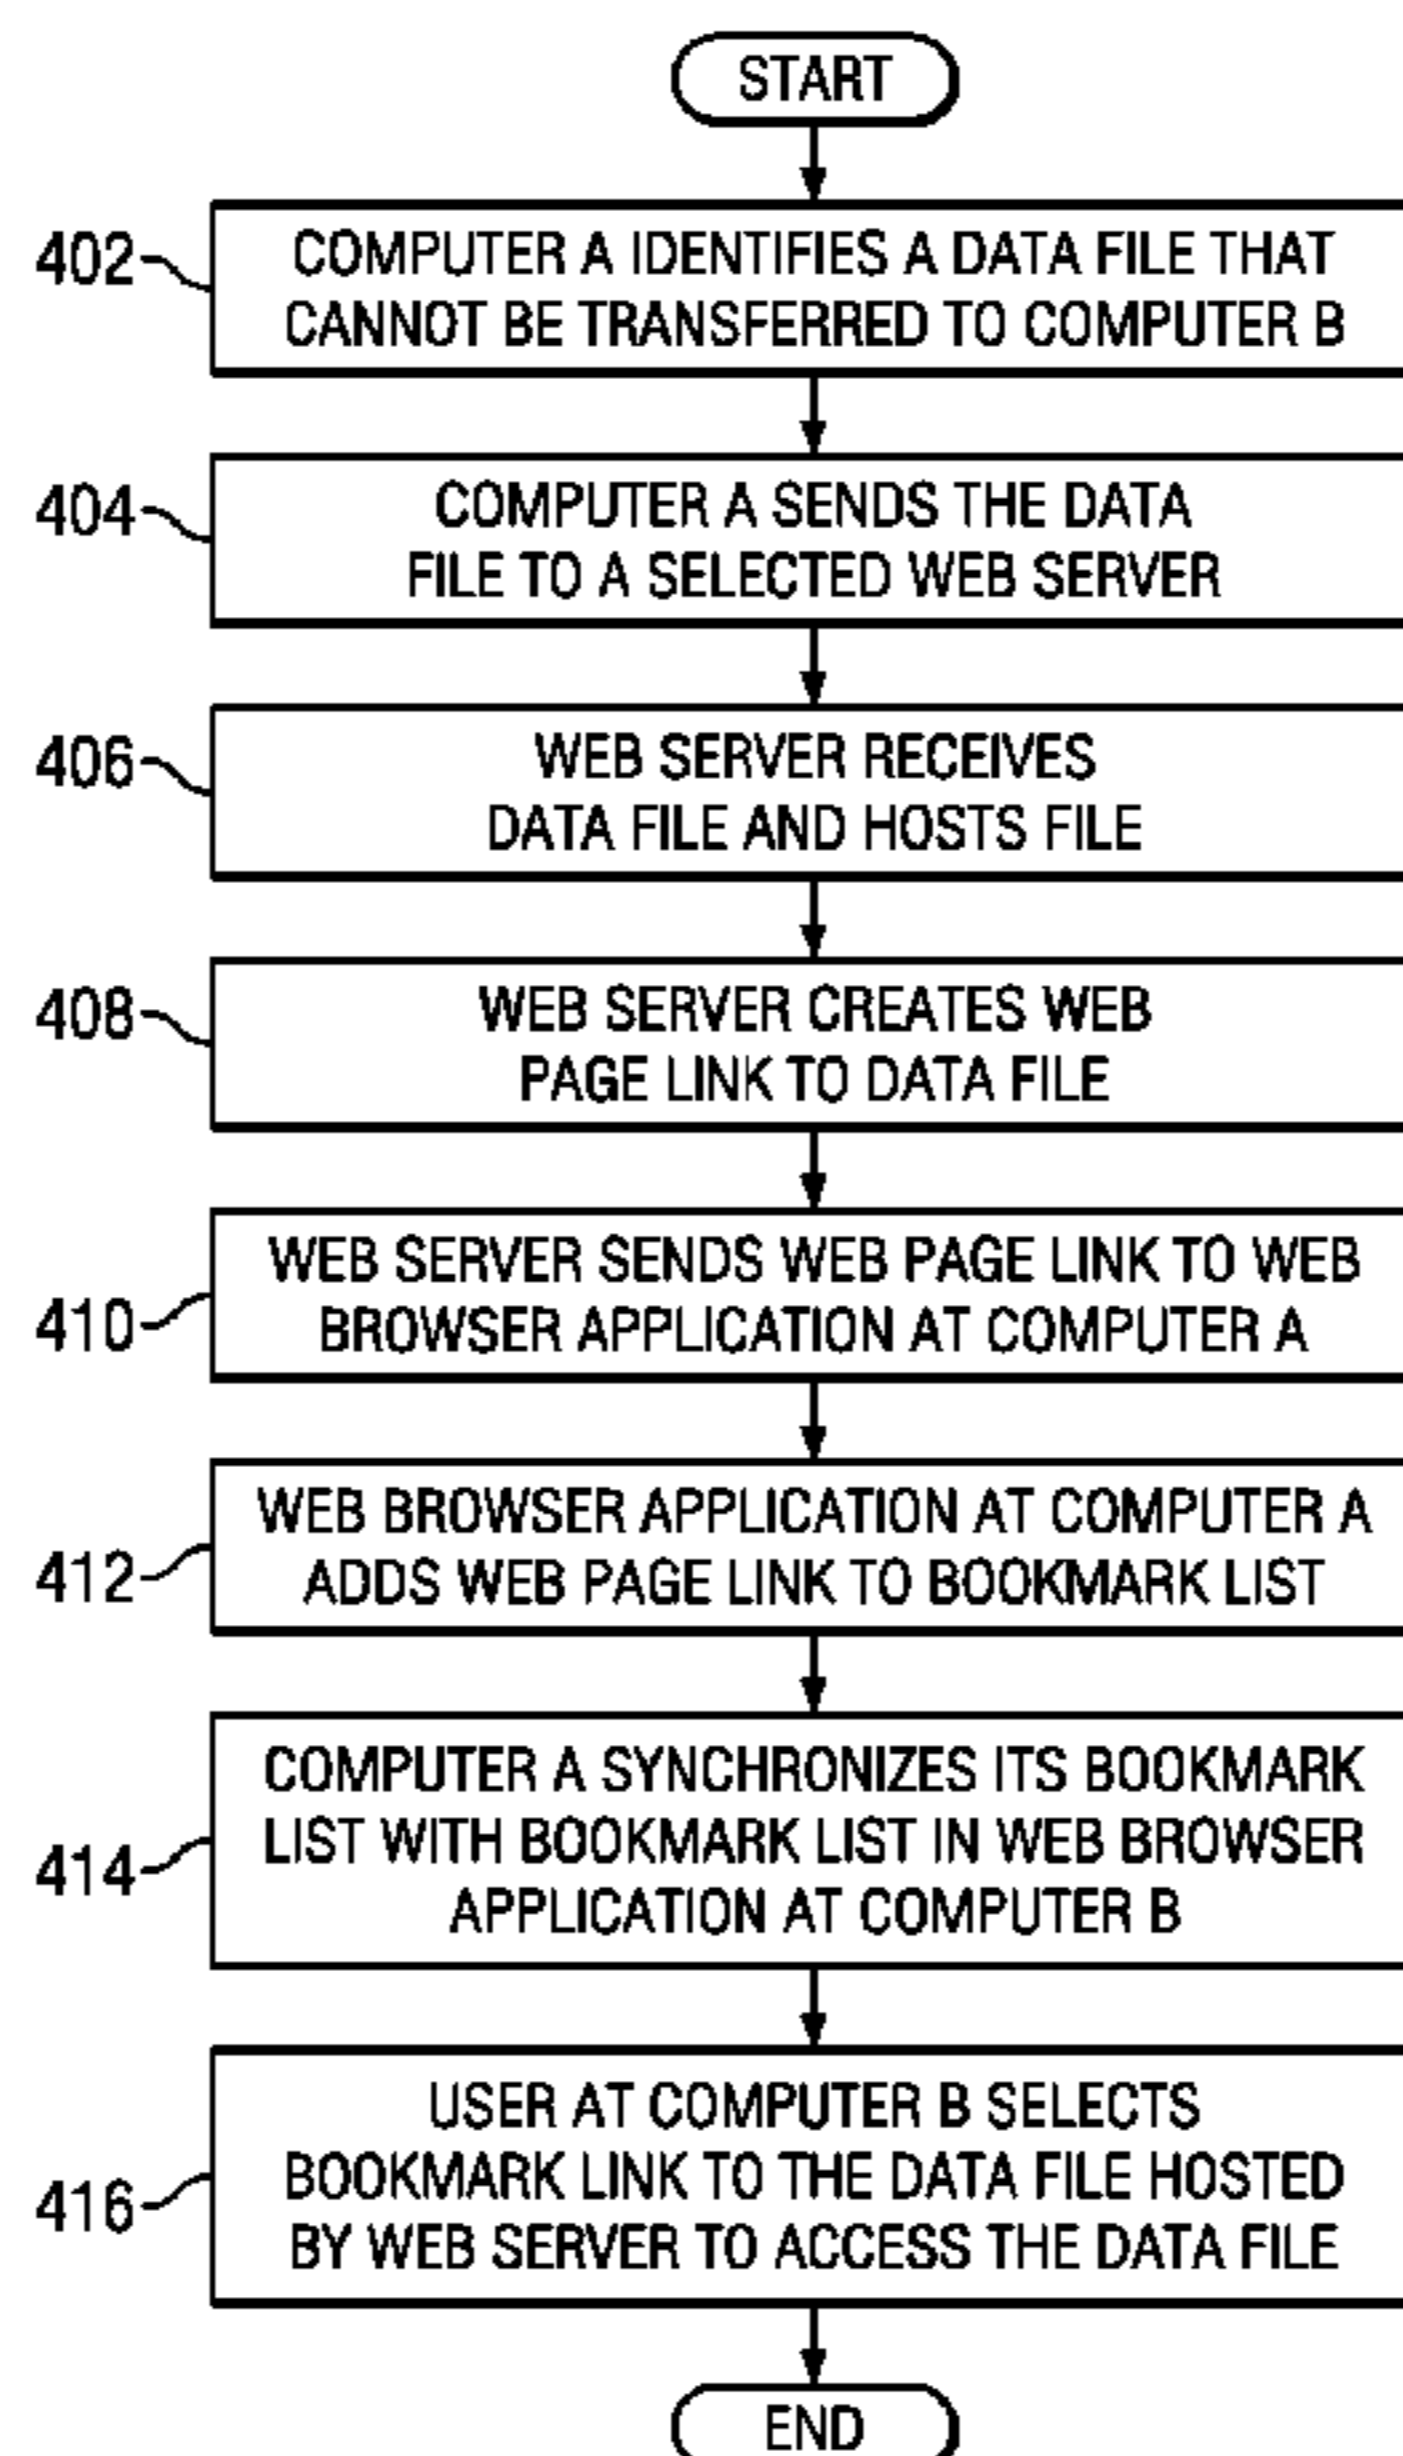 START
402
COMPUTER A IDENTIFIES A DATA FILE THAT
CANNOT BE TRANSFERRED TO COMPUTER B
404
COMPUTER A SENDS THE DATA
FILE TO A SELECTED WEB SERVER
406
WEB SERVER RECEIVES
DATA FILE AND HOSTS FILE
408
WEB SERVER CREATES WEB
PAGE LINK TO DATA FILE
410
WEB SERVER SENDS WEB PAGE LINK TO WEB
BROWSER APPLICATION AT COMPUTER A
412
WEB BROWSER APPLICATION AT COMPUTER A
ADDS WEB PAGE LINK TO BOOKMARK LIST
414
COMPUTER A SYNCHRONIZES ITS BOOKMARK
LIST WITH BOOKMARK LIST IN WEB BROWSER
APPLICATION AT COMPUTER B
416
USER AT COMPUTER B SELECTS
BOOKMARK LINK TO THE DATA FILE HOSTED
BY WEB SERVER TO ACCESS THE DATA FILE
END